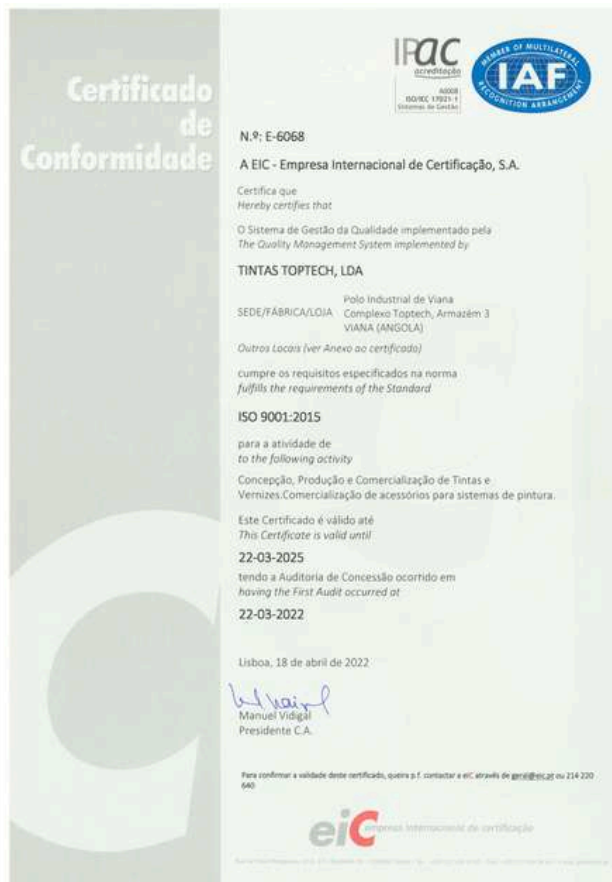 Certificado
de
Conformidade
IPAC
acreditação
A0008
ISO/IEC 17021-1
Sistemas de Gestão
MEMBER OF MULTILATERAL
IAF
RECOGNITION ARRANGEMENT
N.º: E-6068
A EIC - Empresa Internacional de Certificação, S.A.
Certifica que
Hereby certifies that
O Sistema de Gestão da Qualidade implementado pela
The Quality Management System implemented by
TINTAS TOPTECH, LDA
SEDE/FÁBRICA/LOJA
Polo Industrial de Viana
Complexo Toptech, Armazém 3
VIANA (ANGOLA)
Outros Locais (ver Anexo ao certificado)
cumpre os requisitos especificados na norma
fulfills the requirements of the Standard
ISO 9001:2015
para a atividade de
to the following activity
Concepção, Produção e Comercialização de Tintas e
Vernizes.Comercialização de acessórios para sistemas de pintura.
Este Certificado é válido até
This Certificate is valid until
22-03-2025
tendo a Auditoria de Concessão ocorrido em
having the First Audit occurred at
22-03-2022
Lisboa, 18 de abril de 2022
Manuel Vidigal
Presidente C.A.
Para confirmar a validade deste certificado, queira p.f. contactar a eiC através de geral@eic.pt ou 214 220
640
eiC empresa internacional de certificação